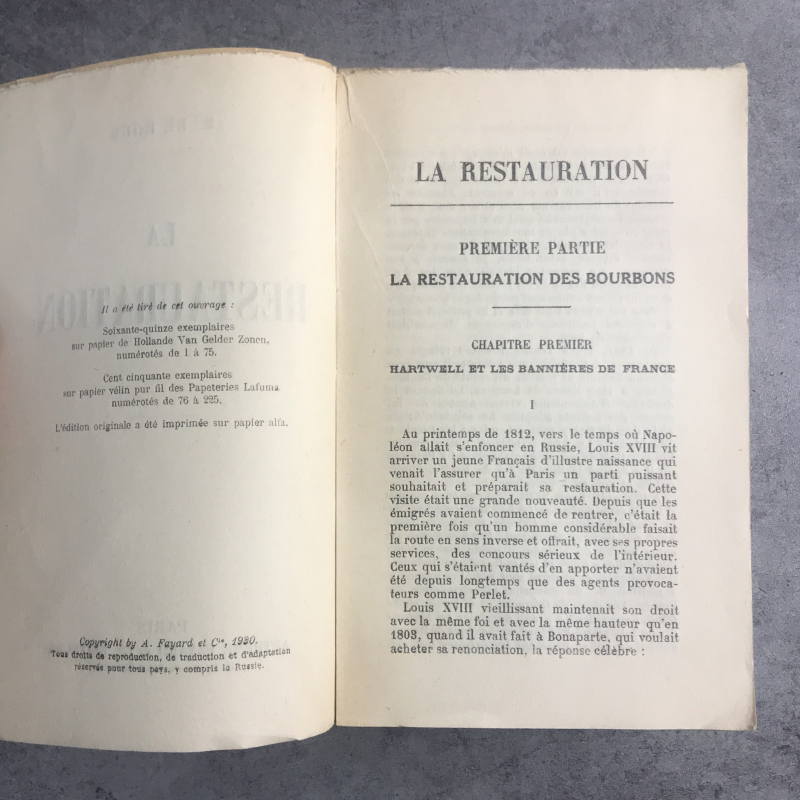 Il a été tiré de cet ouvrage :
Soixante-quinze exemplaires
sur papier de Hollande Van Gelder Zonen,
numérotés de 1 à 75.
Cent cinquante exemplaires
sur papier vélin pur fil des Papeteries Lafuma
numérotés de 76 à 225.
L'édition originale a été imprimée sur papier alfa.
Copyright by A. Fayard et Cie, 1930.
Tous droits de reproduction, de traduction et d'adaptation
réservés pour tous pays, y compris la Russie.
LA RESTAURATION
PREMIÈRE PARTIE
LA RESTAURATION DES BOURBONS
CHAPITRE PREMIER
HARTWELL ET LES BANNIÈRES DE FRANCE
I
Au printemps de 1812, vers le temps où Napo-
léon allait s'enfoncer en Russie, Louis XVIII vit
arriver un jeune Français d'illustre naissance qui
venait l'assurer qu'à Paris un parti puissant
souhaitait et préparait sa restauration. Cette
visite était une grande nouveauté. Depuis que les
émigrés avaient commencé de rentrer, c'était la
première fois qu'un homme considérable faisait
la route en sens inverse et offrait, avec ses propres
services, des concours sérieux de l'intérieur.
Ceux qui s'étaient vantés d'en apporter n'avaient
été depuis longtemps que des agents provoca-
teurs comme Perlet.
Louis XVIII vieillissant maintenait son droit
avec la même foi et avec la même hauteur qu'en
1803, quand il avait fait à Bonaparte, qui voulait
acheter sa renonciation, la réponse célèbre :